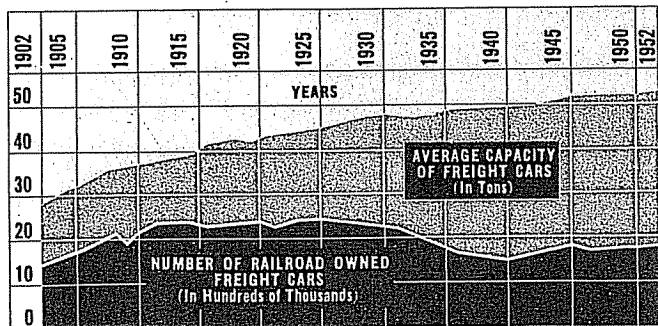 1902 1905 1910 1915 1920 1925 1930 1935 1940 1945 1950 1952
50
YEARS
40
AVERAGE CAPACITY
OF FREIGHT CARS
(In Tons)
30
20
NUMBER OF RAILROAD OWNED
FREIGHT CARS
(In Hundreds of Thousands)
10
0